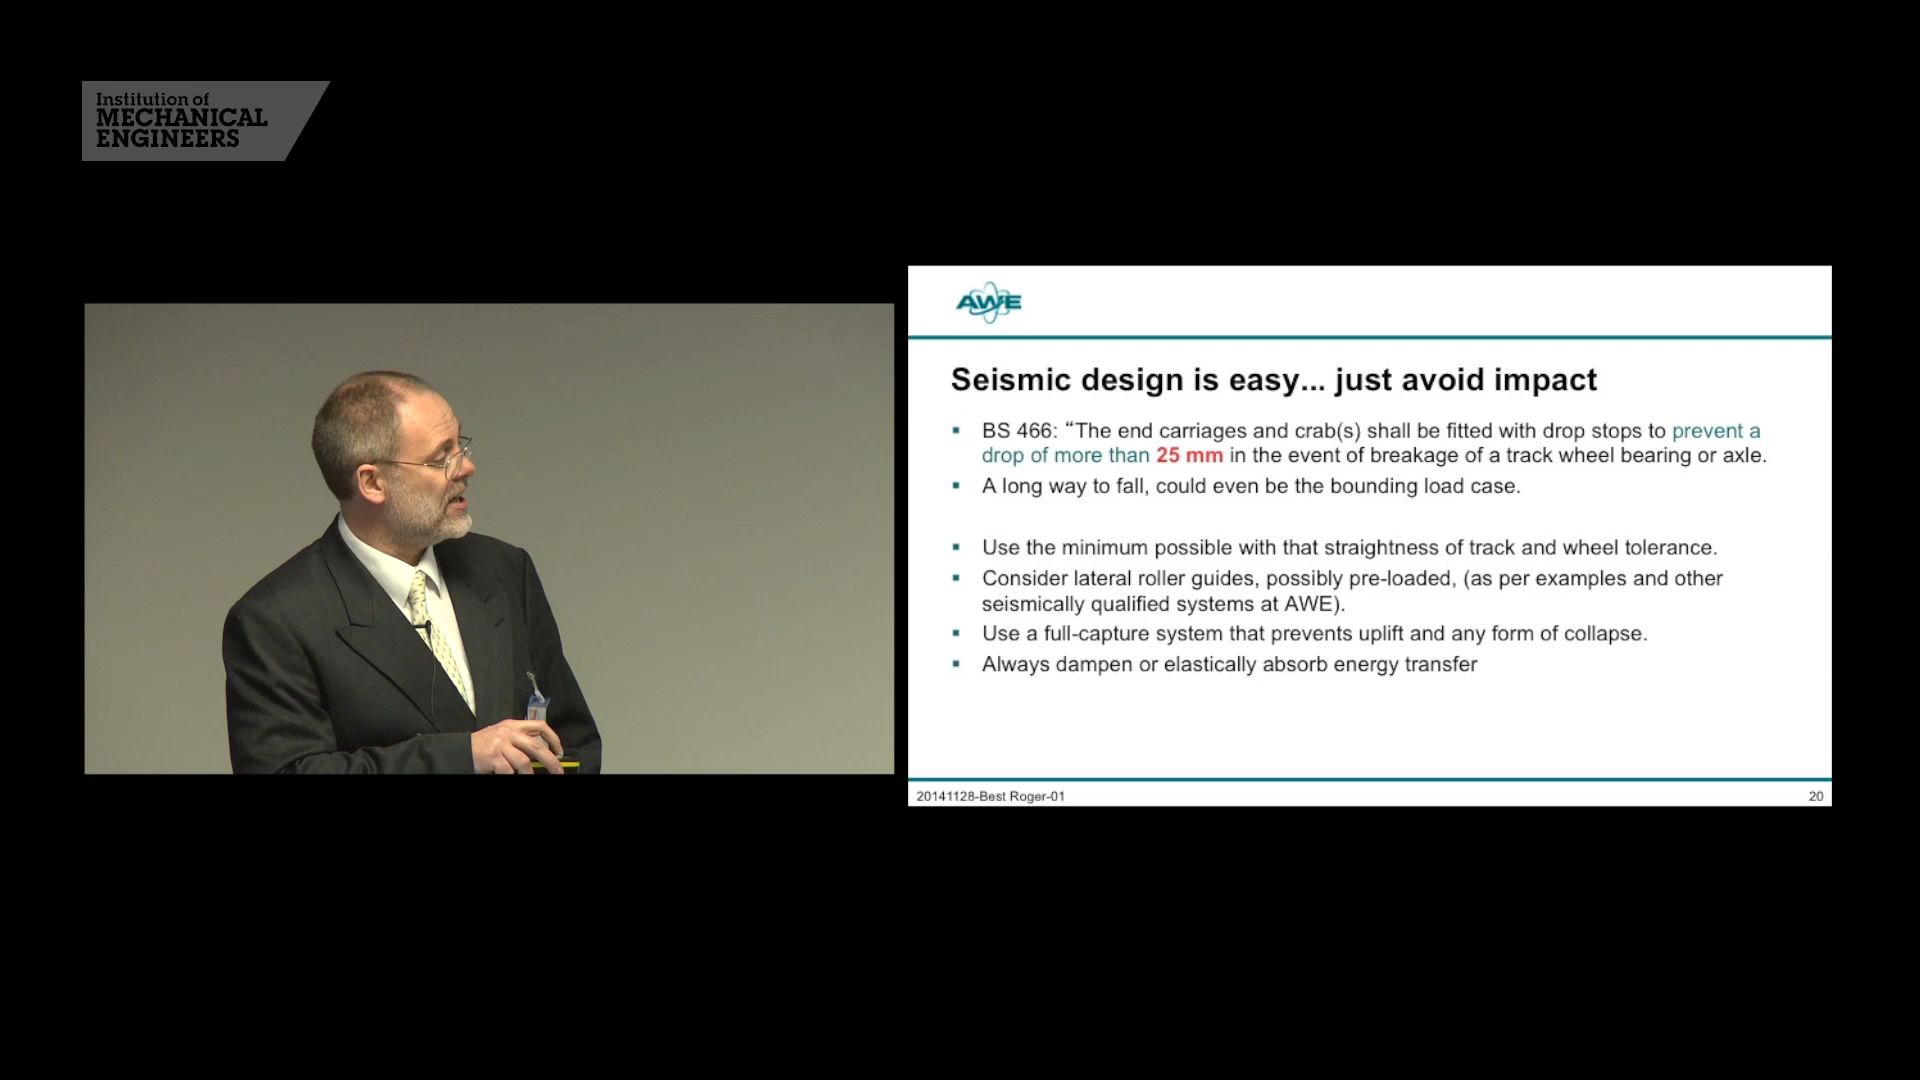 Institution of
MECHANICAL
ENGINEERS
AWE
Seismic design is easy... just avoid impact
▪ BS 466: “The end carriages and crab(s) shall be fitted with drop stops to prevent a
drop of more than 25 mm in the event of breakage of a track wheel bearing or axle.
▪ A long way to fall, could even be the bounding load case.
▪ Use the minimum possible with that straightness of track and wheel tolerance.
▪ Consider lateral roller guides, possibly pre-loaded, (as per examples and other
seismically qualified systems at AWE).
▪ Use a full-capture system that prevents uplift and any form of collapse.
▪ Always dampen or elastically absorb energy transfer
20141128-Best Roger-01
20